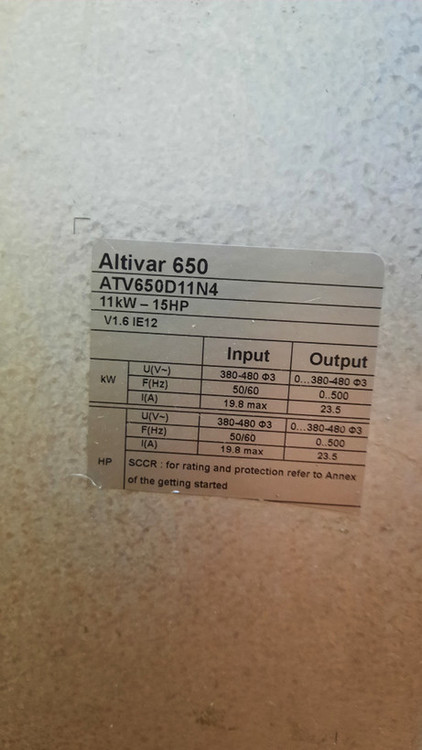 Altivar 650
ATV650D11N4
11kW – 15HP
V1.6 IE12
Input Output
kW U(V~) 380-480 Φ3 0...380-480 Φ3
F(Hz) 50/60 0..500
I(A) 19.8 max 23.5
HP U(V~) 380-480 Φ3 0...380-480 Φ3
F(Hz) 50/60 0..500
I(A) 19.8 max 23.5
SCCR : for rating and protection refer to Annex
of the getting started